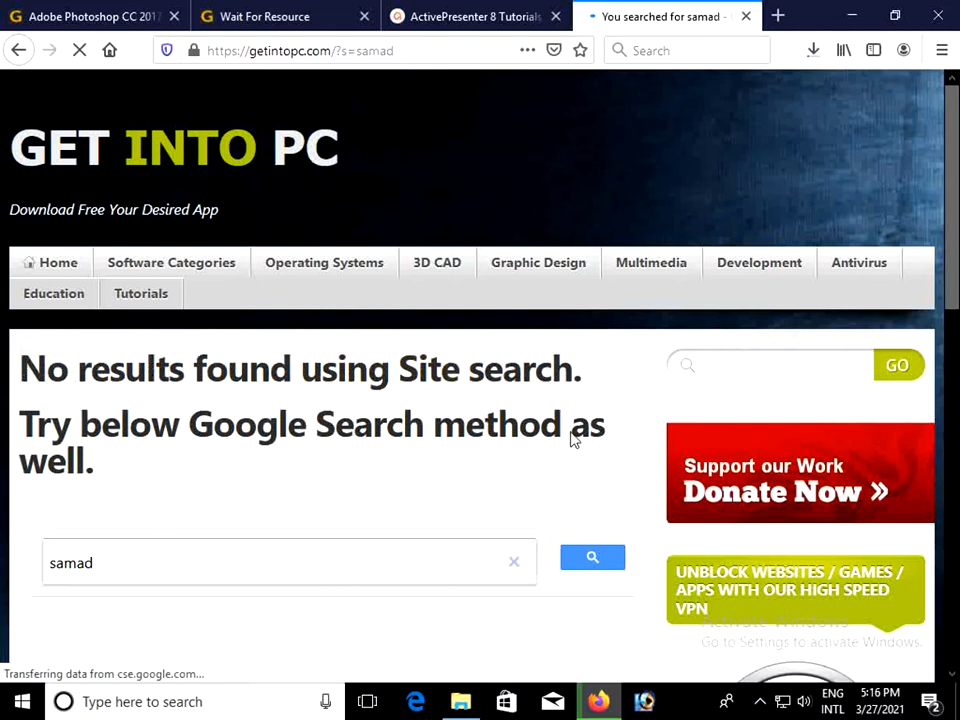 Adobe Photoshop CC 2017
Wait For Resource
ActivePresenter 8 Tutorials
You searched for samad -
https://getintopc.com/?s=samad
Search
GET INTO PC
Download Free Your Desired App
Home
Software Categories
Operating Systems
3D CAD
Graphic Design
Multimedia
Development
Antivirus
Education
Tutorials
No results found using Site search.
Try below Google Search method as
well.
samad
GO
Support our Work
Donate Now »
UNBLOCK WEBSITES / GAMES /
APPS WITH OUR HIGH SPEED
VPN
Activate Windows
Go to Settings to activate Windows.
Transferring data from cse.google.com...
Type here to search
ENG
INTL
5:16 PM
3/27/2021
2